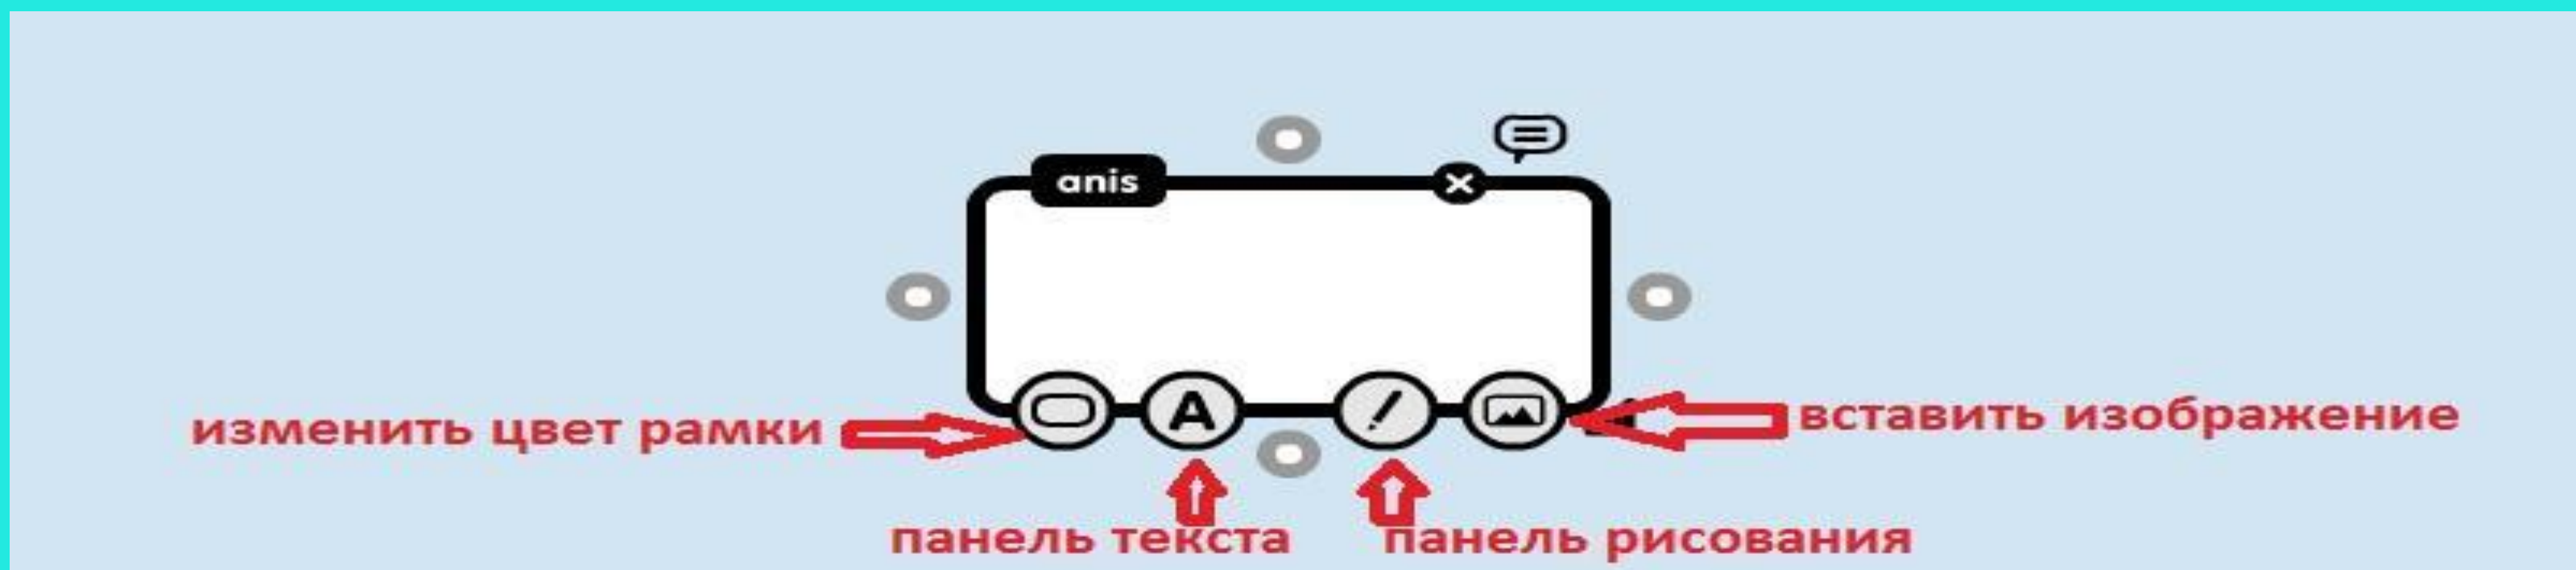 anis
A
изменить цвет рамки
вставить изображение
панель текста
панель рисования